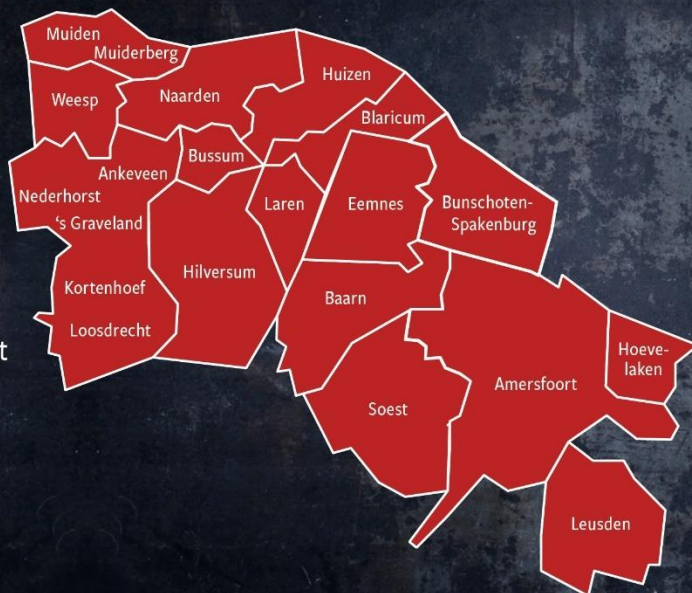 Muiden
Muiderberg
Weesp
Naarden
Huizen
Blaricum
Ankeveen
Bussum
Nederhorst
's Graveland
Laren
Eemnes
Bunschoten-
Spakenburg
Kortenhoef
Hilversum
Baarn
Loosdrecht
t
Hoeve-
laken
Amersfoort
Soest
Leusden